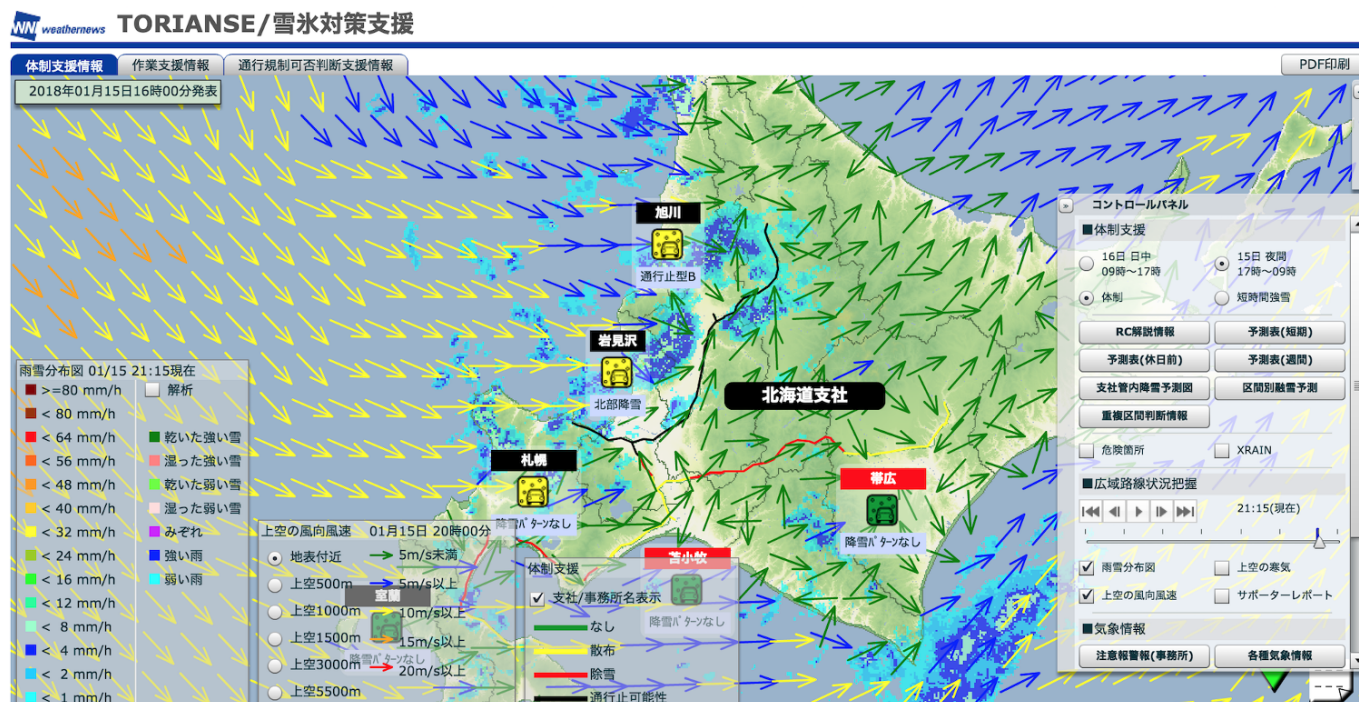 WNI weathernews TORIANSE/雪氷対策支援
体制支援情報 作業支援情報 通行規制可否判断支援情報 PDF印刷
2018年01月15日16時00分発表
旭川
通行止型B
岩見沢
北部降雪
北海道支社
札幌
降雪パターンなし
帯広
降雪パターンなし
苫小牧
降雪パターンなし
室蘭
降雪パターンなし
雨雪分布図 01/15 21:15現在
>=80 mm/h 解析
< 80 mm/h
< 64 mm/h 乾いた強い雪
< 56 mm/h 湿った強い雪
< 48 mm/h 乾いた弱い雪
< 40 mm/h 湿った弱い雪
< 32 mm/h みぞれ
< 24 mm/h 強い雨
< 16 mm/h 弱い雨
< 12 mm/h
< 8 mm/h
< 4 mm/h
< 2 mm/h
< 1 mm/h
上空の風向風速 01月15日 20時00分
地表付近 5m/s未満
上空500m 5m/s以上
上空1000m 10m/s以上
上空1500m 15m/s以上
上空3000m 20m/s以上
上空5500m
体制支援
支社/事務所名表示
なし
散布
除雪
通行止可能性
» コントロールパネル
■体制支援
16日 日中 15日 夜間
09時〜17時 17時〜09時
体制 短時間強雪
RC解説情報 予測表(短期)
予測表(休日前) 予測表(週間)
支社管内降雪予測図 区間別融雪予測
重複区間判断情報
危険箇所 XRAIN
■広域路線状況把握
21:15(現在)
雨雪分布図 上空の寒気
上空の風向風速 サポーターレポート
■気象情報
注意報警報(事務所) 各種気象情報